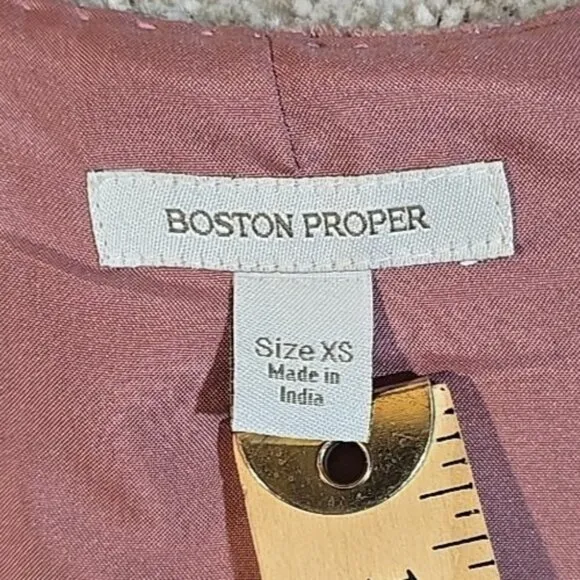 BOSTON PROPER
Size XS
Made in
India